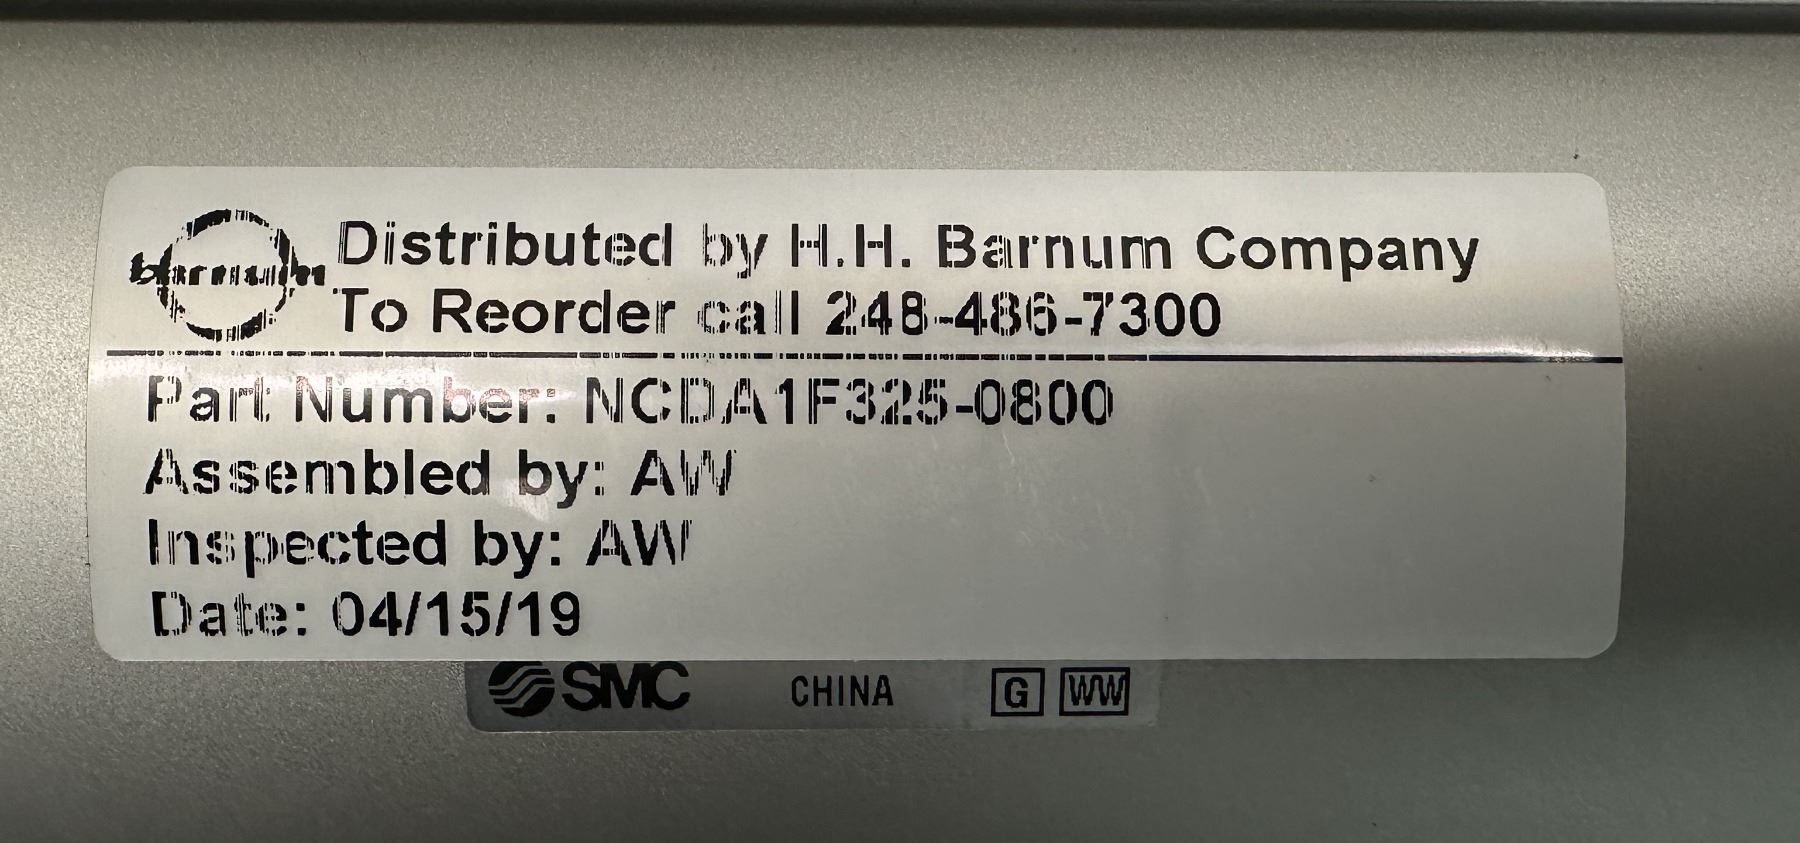 barnum
Distributed by H.H. Barnum Company
To Reorder call 248-486-7300
Part Number: NCDA1F325-0800
Assembled by: AW
Inspected by: AW
Date: 04/15/19
SMC CHINA G WW